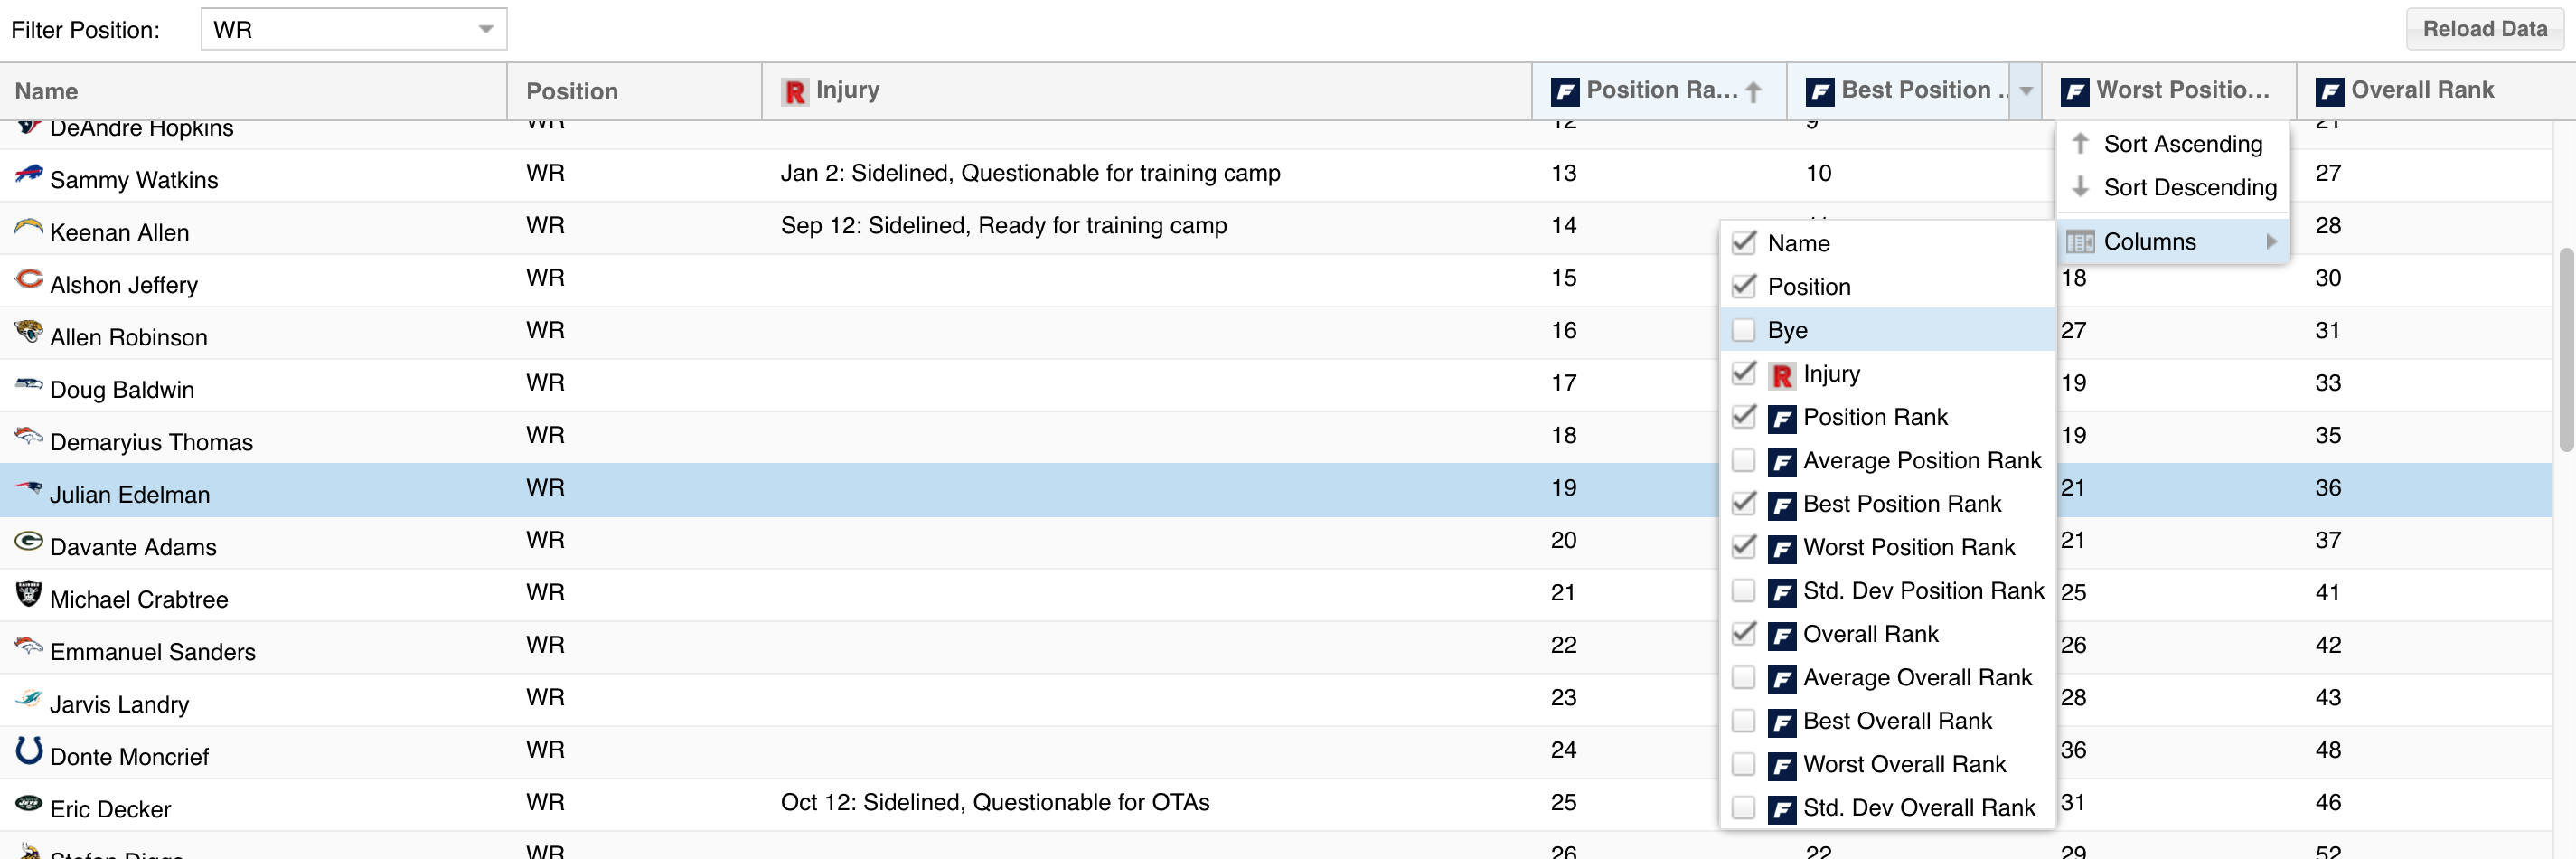 Filter Position: WR Reload Data
Name Position Injury Position Ra... Best Position .. Worst Positio... Overall Rank
DeAndre Hopkins WR 12 9 21
Sammy Watkins WR Jan 2: Sidelined, Questionable for training camp 13 10 27
Keenan Allen WR Sep 12: Sidelined, Ready for training camp 14 28
Alshon Jeffery WR 15 18 30
Allen Robinson WR 16 27 31
Doug Baldwin WR 17 19 33
Demaryius Thomas WR 18 19 35
Julian Edelman WR 19 21 36
Davante Adams WR 20 21 37
Michael Crabtree WR 21 25 41
Emmanuel Sanders WR 22 26 42
Jarvis Landry WR 23 28 43
Donte Moncrief WR 24 36 48
Eric Decker WR Oct 12: Sidelined, Questionable for OTAs 25 31 46
Stefon Diggs WR 26 22 29 52
Sort Ascending
Sort Descending
Columns
Name
Position
Bye
Injury
Position Rank
Average Position Rank
Best Position Rank
Worst Position Rank
Std. Dev Position Rank
Overall Rank
Average Overall Rank
Best Overall Rank
Worst Overall Rank
Std. Dev Overall Rank